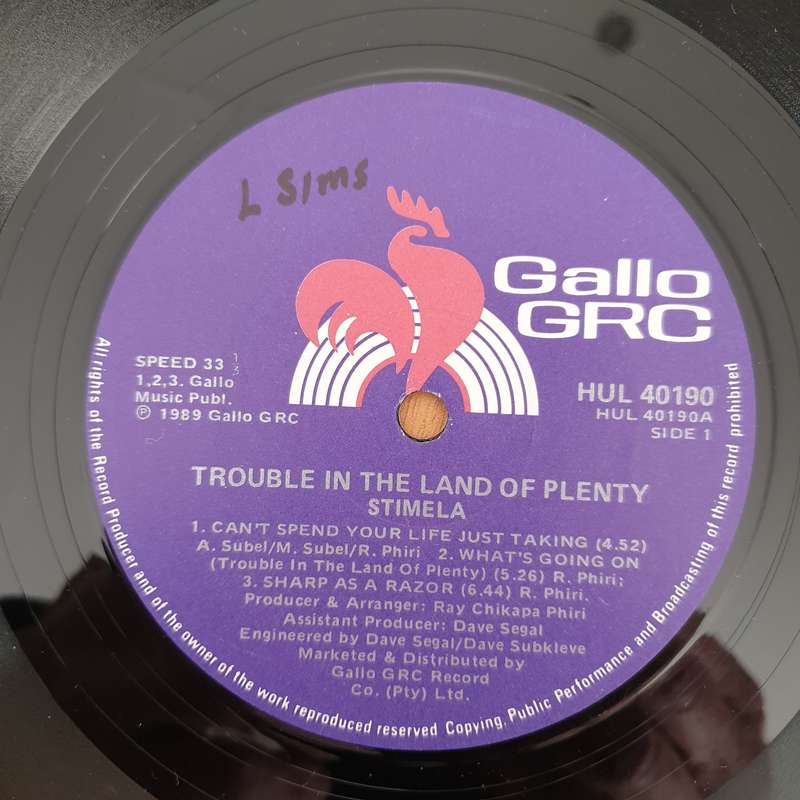 L Sims
Gallo
GRC
SPEED 33 1/3
1,2,3. Gallo
Music Publ.
℗ 1989 Gallo GRC
HUL 40190
HUL 40190A
SIDE 1
TROUBLE IN THE LAND OF PLENTY
STIMELA
1. CAN'T SPEND YOUR LIFE JUST TAKING (4.52)
A. Subel/M. Subel/R. Phiri 2. WHAT'S GOING ON
(Trouble In The Land Of Plenty) (5.26) R. Phiri;
3. SHARP AS A RAZOR (6.44) R. Phiri.
Producer & Arranger: Ray Chikapa Phiri
Assistant Producer: Dave Segal
Engineered by Dave Segal/Dave Subkleve
Marketed & Distributed by
Gallo GRC Record
Co. (Pty) Ltd.
All rights of the Record Producer and of the owner of the work reproduced reserved Copying, Public Performance and Broadcasting of this record prohibited